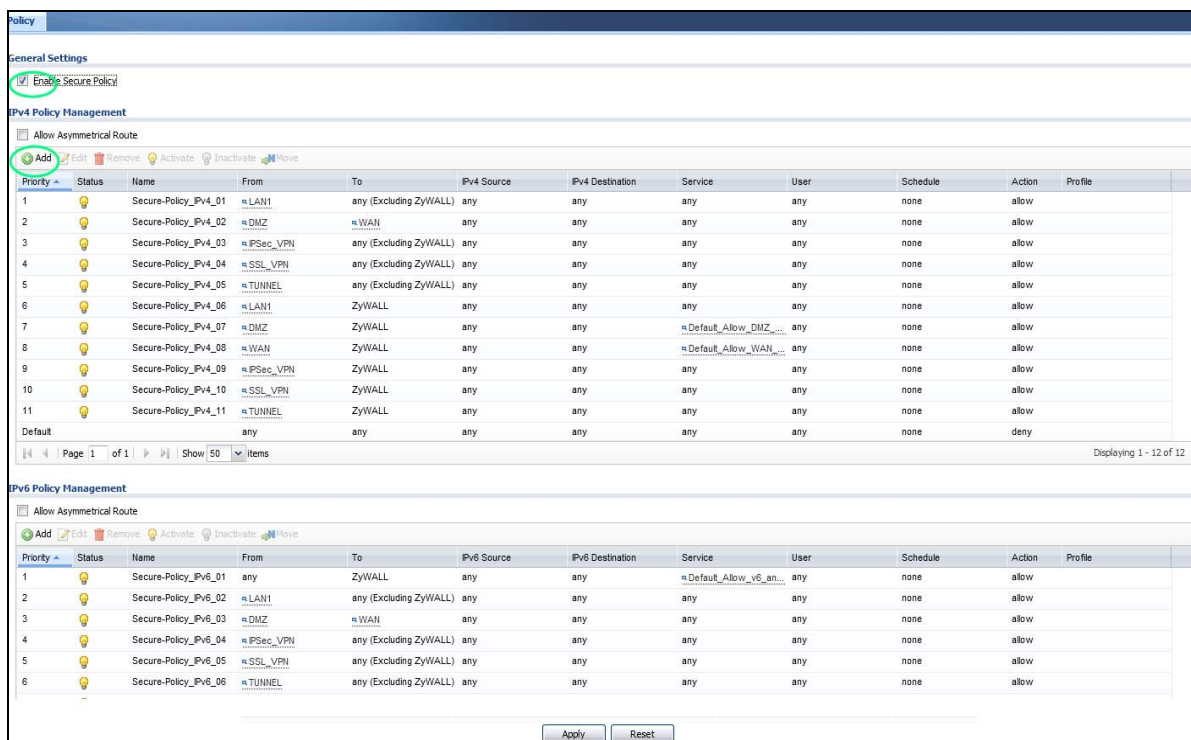 Policy
General Settings
Enable Secure Policy
IPv4 Policy Management
Allow Asymmetrical Route
Add Edit Remove Activate Inactivate Move
Priority Status Name From To IPv4 Source IPv4 Destination Service User Schedule Action Profile
1 Secure-Policy_IPv4_01 LAN1 any (Excluding ZyWALL) any any any any none allow
2 Secure-Policy_IPv4_02 DMZ WAN any any any any none allow
3 Secure-Policy_IPv4_03 IPSec_VPN any (Excluding ZyWALL) any any any any none allow
4 Secure-Policy_IPv4_04 SSL_VPN any (Excluding ZyWALL) any any any any none allow
5 Secure-Policy_IPv4_05 TUNNEL any (Excluding ZyWALL) any any any any none allow
6 Secure-Policy_IPv4_06 LAN1 ZyWALL any any any any none allow
7 Secure-Policy_IPv4_07 DMZ ZyWALL any any Default_Allow_DMZ_... any none allow
8 Secure-Policy_IPv4_08 WAN ZyWALL any any Default_Allow_WAN_... any none allow
9 Secure-Policy_IPv4_09 IPSec_VPN ZyWALL any any any any none allow
10 Secure-Policy_IPv4_10 SSL_VPN ZyWALL any any any any none allow
11 Secure-Policy_IPv4_11 TUNNEL ZyWALL any any any any none allow
Default any any any any any any none deny
Page 1 of 1 Show 50 items Displaying 1 - 12 of 12
IPv6 Policy Management
Allow Asymmetrical Route
Add Edit Remove Activate Inactivate Move
Priority Status Name From To IPv6 Source IPv6 Destination Service User Schedule Action Profile
1 Secure-Policy_IPv6_01 any ZyWALL any any Default_Allow_v6_an... any none allow
2 Secure-Policy_IPv6_02 LAN1 any (Excluding ZyWALL) any any any any none allow
3 Secure-Policy_IPv6_03 DMZ WAN any any any any none allow
4 Secure-Policy_IPv6_04 IPSec_VPN any (Excluding ZyWALL) any any any any none allow
5 Secure-Policy_IPv6_05 SSL_VPN any (Excluding ZyWALL) any any any any none allow
6 Secure-Policy_IPv6_06 TUNNEL any (Excluding ZyWALL) any any any any none allow
Apply Reset